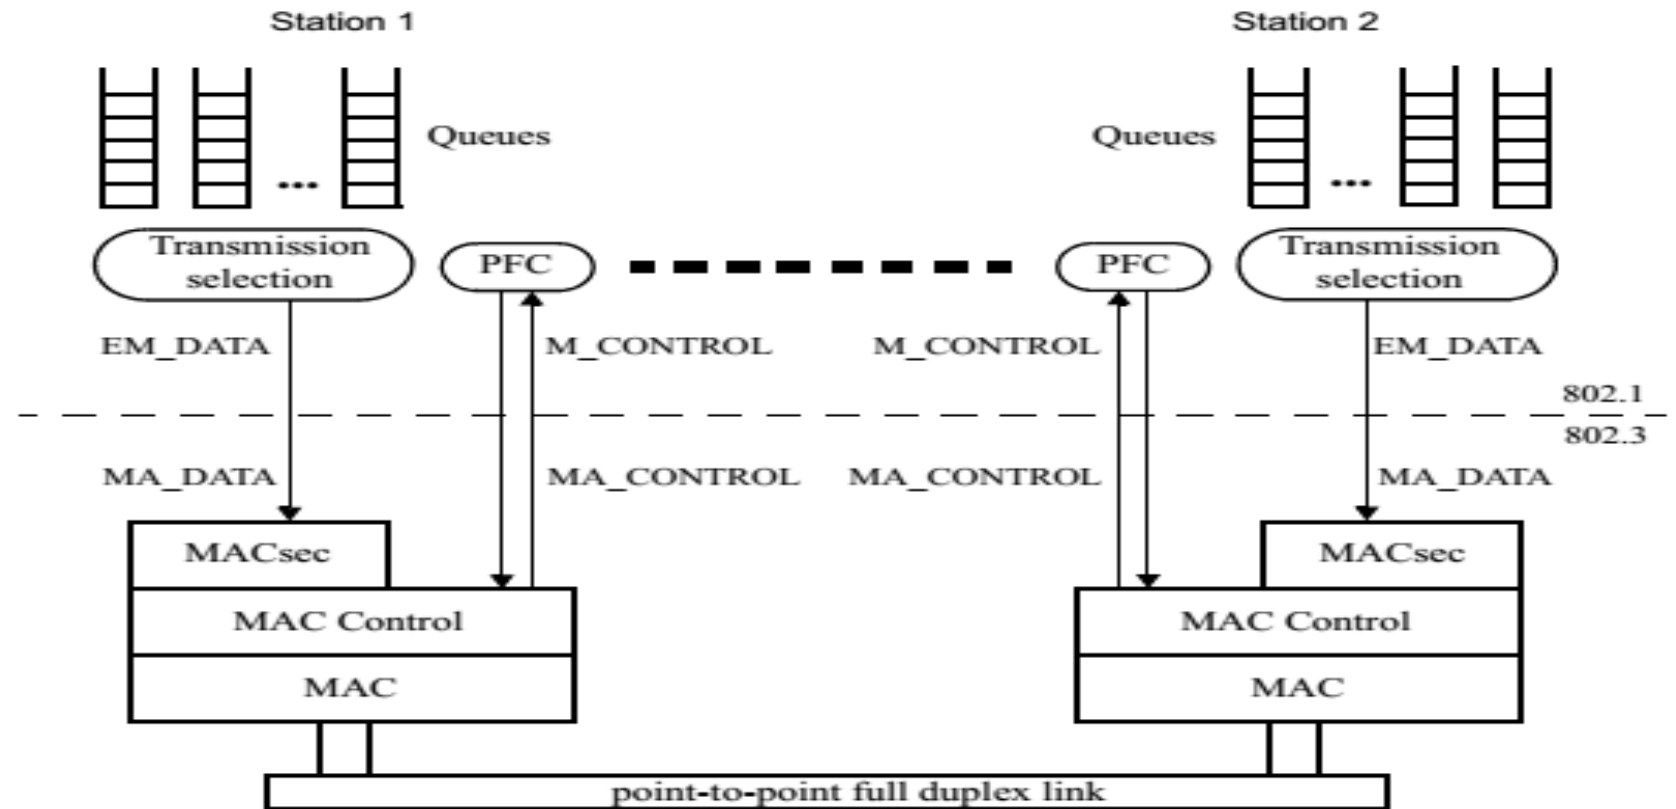 Station 1
Station 2
Queues
Queues
...
...
Transmission
selection
PFC
PFC
Transmission
selection
EM_DATA
M_CONTROL
M_CONTROL
EM_DATA
802.1
802.3
MA_DATA
MA_CONTROL
MA_CONTROL
MA_DATA
MACsec
MACsec
MAC Control
MAC Control
MAC
MAC
point-to-point full duplex link